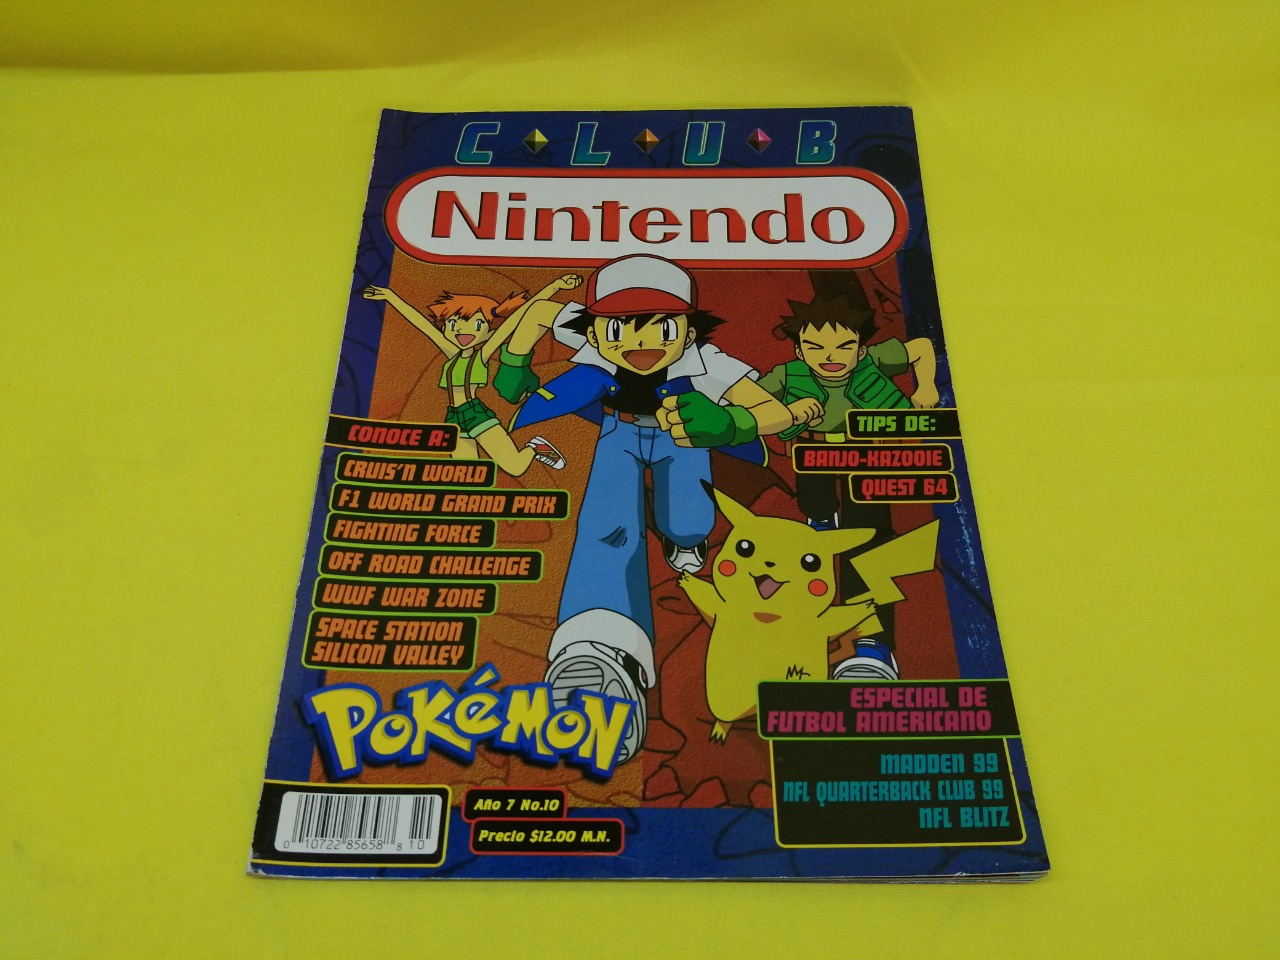 CLUB
Nintendo
CONOCE A:
CRUIS'N WORLD
F1 WORLD GRAND PRIX
FIGHTING FORCE
OFF ROAD CHALLENGE
WWF WAR ZONE
SPACE STATION
SILICON VALLEY
TIPS DE:
BANJO-KAZOOIE
QUEST 64
POKéMON
ESPECIAL DE
FUTBOL AMERICANO
MADDEN 99
NFL QUARTERBACK CLUB 99
NFL BLITZ
Año 7 No.10
Precio $12.00 M.N.
0 10722 85658 8 10